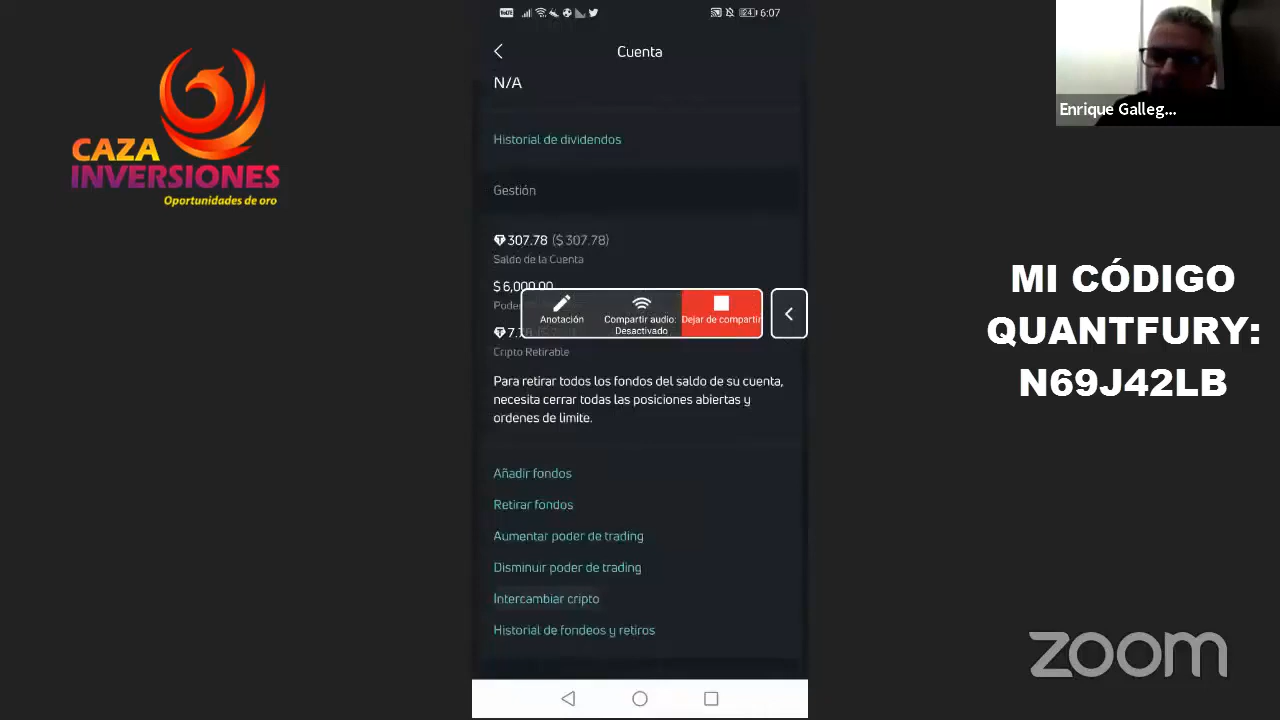 VoLTE
24
6:07
Cuenta
N/A
Historial de dividendos
Gestión
307.78 ($ 307.78)
Saldo de la Cuenta
$ 6,000.00
Anotación
Compartir audio:
Desactivado
Dejar de compartir
Cripto Retirable
Para retirar todos los fondos del saldo de su cuenta,
necesita cerrar todas las posiciones abiertas y
ordenes de limite.
Añadir fondos
Retirar fondos
Aumentar poder de trading
Disminuir poder de trading
Intercambiar cripto
Historial de fondeos y retiros
CAZA
INVERSIONES
Oportunidades de oro
Enrique Galleg...
MI CÓDIGO
QUANTFURY:
N69J42LB
zoom